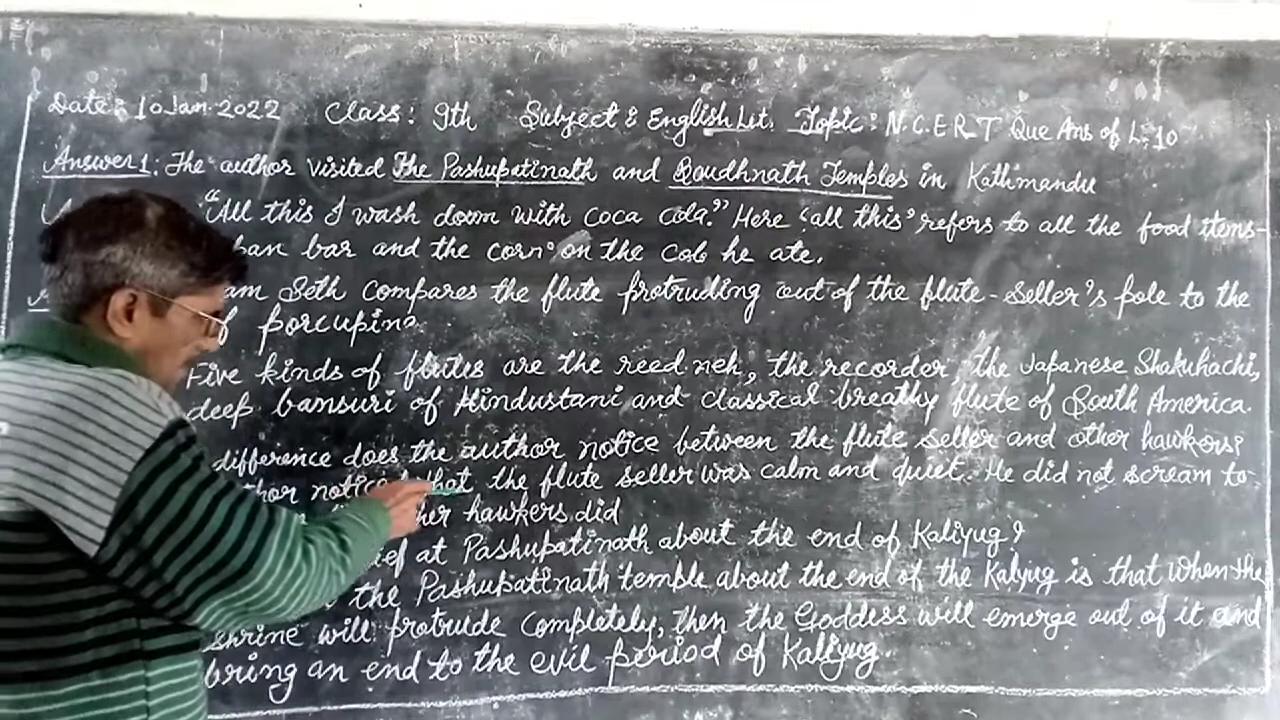 Date: 10 Jan. 2022 Class: 9th Subject: English Lit. Topic: N.C.E.R.T Que Ans of L:10
Answer 1: The author visited The Pashupatinath and Boudhnath Temples in Kathmandu
"All this I wash down with coca cola." Here 'all this' refers to all the food items-
bar and the corn on the cob he ate.
Seth compares the flute protruding out of the flute-seller's pole to the
porcupine.
Five kinds of flutes are the reed neh, the recorder, the Japanese Shakuhachi,
deep bansuri of Hindustani and classical breathy flute of South America.
difference does the author notice between the flute seller and other hawkers?
that the flute seller was calm and quiet. He did not scream to
hawkers did
at Pashupatinath about the end of Kaliyug?
the Pashupatinath temple about the end of the Kalyug is that when the
shrine will protrude completely, then the Goddess will emerge out of it and
bring an end to the evil period of Kaliyug.